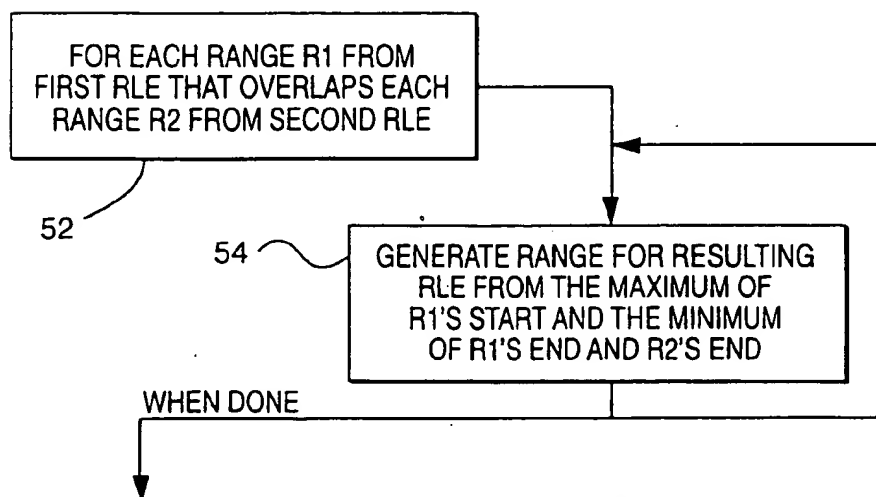 FOR EACH RANGE R1 FROM
FIRST RLE THAT OVERLAPS EACH
RANGE R2 FROM SECOND RLE
52
54
GENERATE RANGE FOR RESULTING
RLE FROM THE MAXIMUM OF
R1'S START AND THE MINIMUM
OF R1'S END AND R2'S END
WHEN DONE